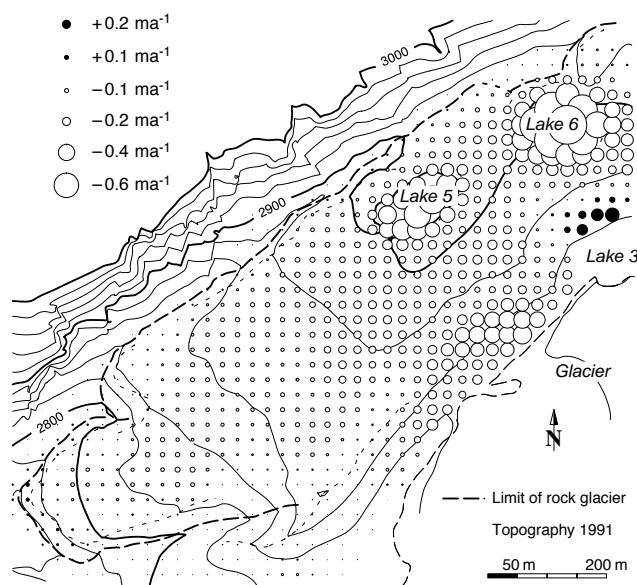 +0.2 ma⁻¹
+0.1 ma⁻¹
−0.1 ma⁻¹
−0.2 ma⁻¹
−0.4 ma⁻¹
−0.6 ma⁻¹
3000
Lake 6
2900
Lake 5
Lake 3
Glacier
2800
N
Limit of rock glacier
Topography 1991
50 m 200 m